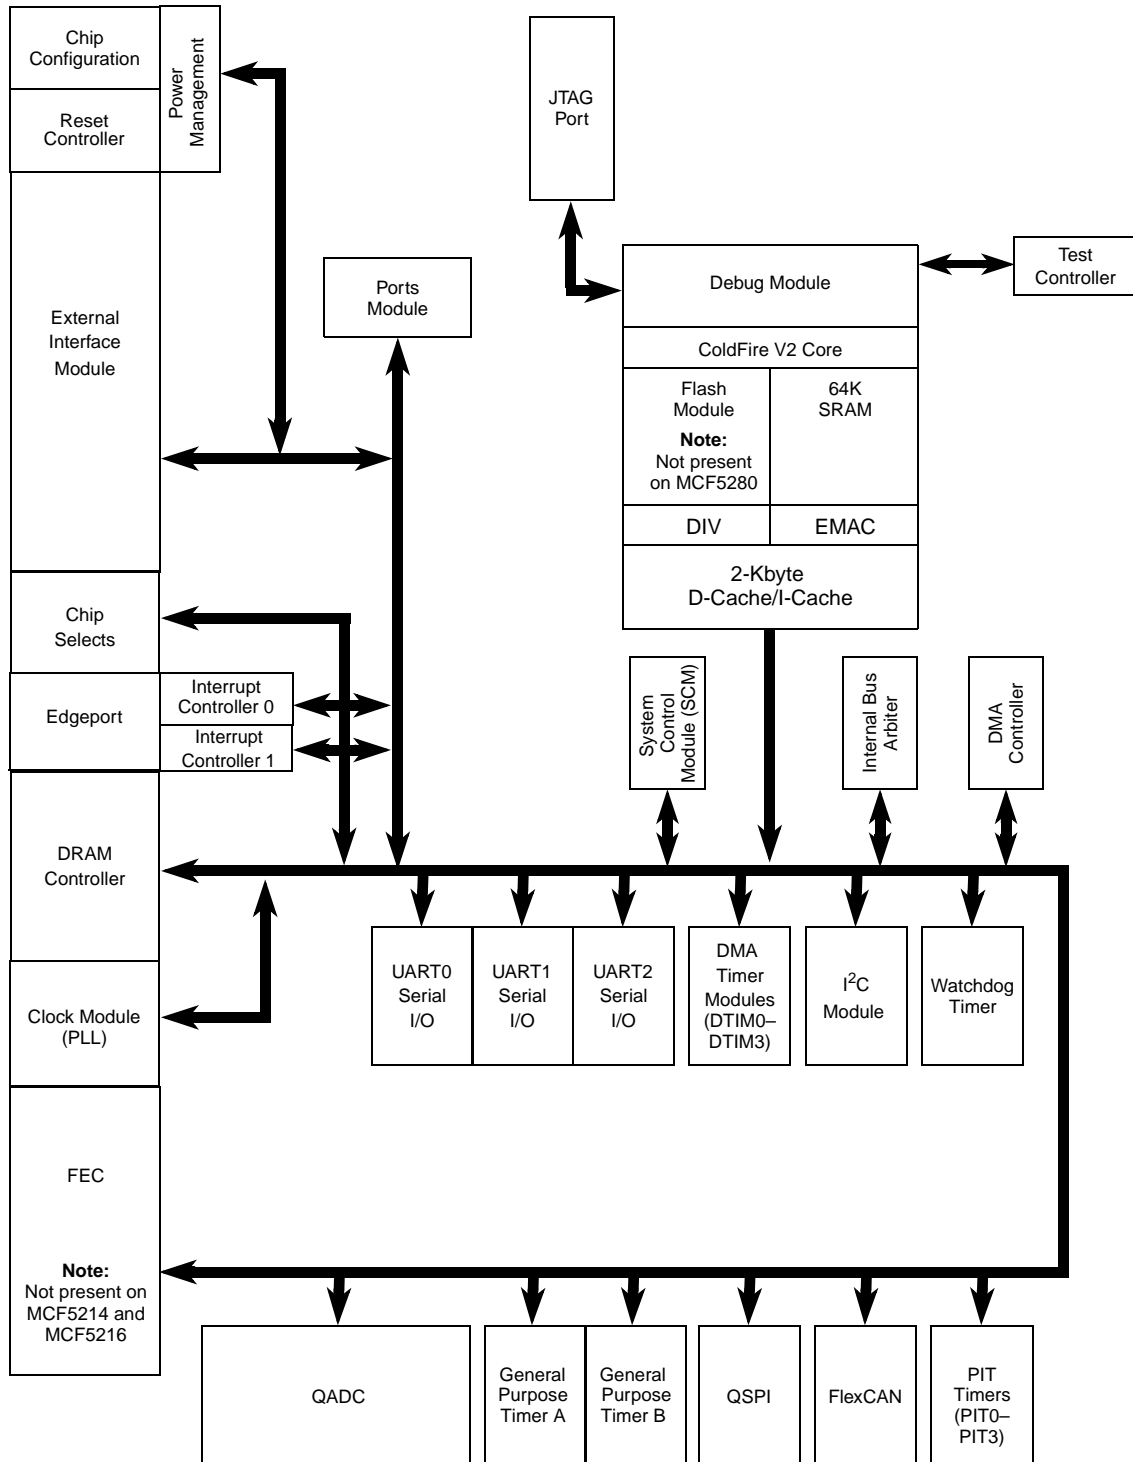 Chip
Configuration
Reset
Controller
Power
Management
External
Interface
Module
Chip
Selects
Edgeport
Interrupt
Controller 0
Interrupt
Controller 1
DRAM
Controller
Clock Module
(PLL)
FEC
Note:
Not present on
MCF5214 and
MCF5216
Ports
Module
JTAG
Port
Debug Module
Test
Controller
ColdFire V2 Core
Flash
Module
Note:
Not present
on MCF5280
64K
SRAM
DIV
EMAC
2-Kbyte
D-Cache/I-Cache
System
Control
Module (SCM)
Internal Bus
Arbiter
DMA
Controller
UART0
Serial
I/O
UART1
Serial
I/O
UART2
Serial
I/O
DMA
Timer
Modules
(DTIM0–
DTIM3)
I²C
Module
Watchdog
Timer
QADC
General
Purpose
Timer A
General
Purpose
Timer B
QSPI
FlexCAN
PIT
Timers
(PIT0–
PIT3)